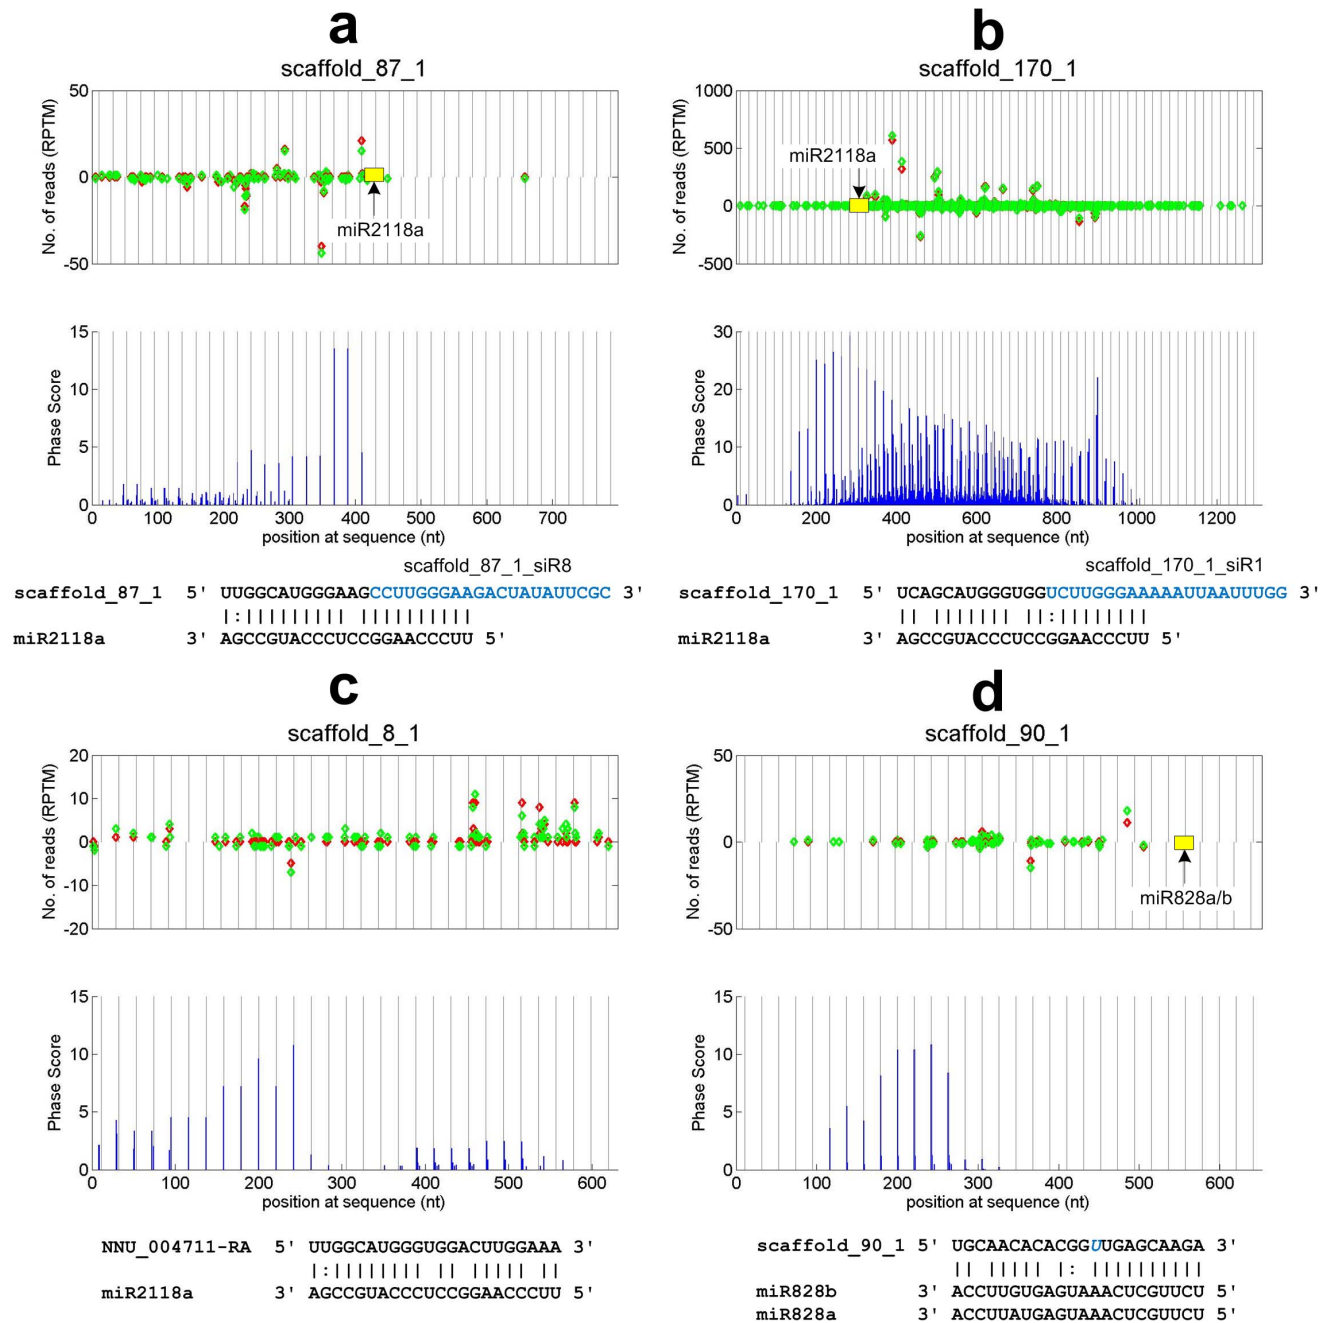 a
scaffold_87_1
No. of reads (RPTM)
50
0
-50
miR2118a
Phase Score
15
10
5
0
0 100 200 300 400 500 600 700
position at sequence (nt)
scaffold_87_1_siR8
scaffold_87_1 5' UUGGCAUGGGAAGCCUUGGGAAGACUAUAUUCGC 3'
|:||||||||| ||||||||||
miR2118a 3' AGCCGUACCCUCCGGAACCCUU 5'
b
scaffold_170_1
No. of reads (RPTM)
1000
500
0
-500
miR2118a
Phase Score
30
20
10
0
0 200 400 600 800 1000 1200
position at sequence (nt)
scaffold_170_1_siR1
scaffold_170_1 5' UCAGCAUGGGUGGUCUUGGGAAAAAUUAAUUUGG 3'
|| ||||||| ||:||||||||
miR2118a 3' AGCCGUACCCUCCGGAACCCUU 5'
c
scaffold_8_1
No. of reads (RPTM)
20
10
0
-10
-20
Phase Score
15
10
5
0
0 100 200 300 400 500 600
position at sequence (nt)
NNU_004711-RA 5' UUGGCAUGGGUGGACUUGGAAA 3'
|:|||||||| || ||||| ||
miR2118a 3' AGCCGUACCCUCCGGAACCCUU 5'
d
scaffold_90_1
No. of reads (RPTM)
50
0
-50
miR828a/b
Phase Score
15
10
5
0
0 100 200 300 400 500 600
position at sequence (nt)
scaffold_90_1 5' UGCAACACACGGUUGAGCAAGA 3'
|| ||||| |: ||||||||||
miR828b 3' ACCUUGUGAGUAAACUCGUUCU 5'
miR828a 3' ACCUUAUGAGUAAACUCGUUCU 5'